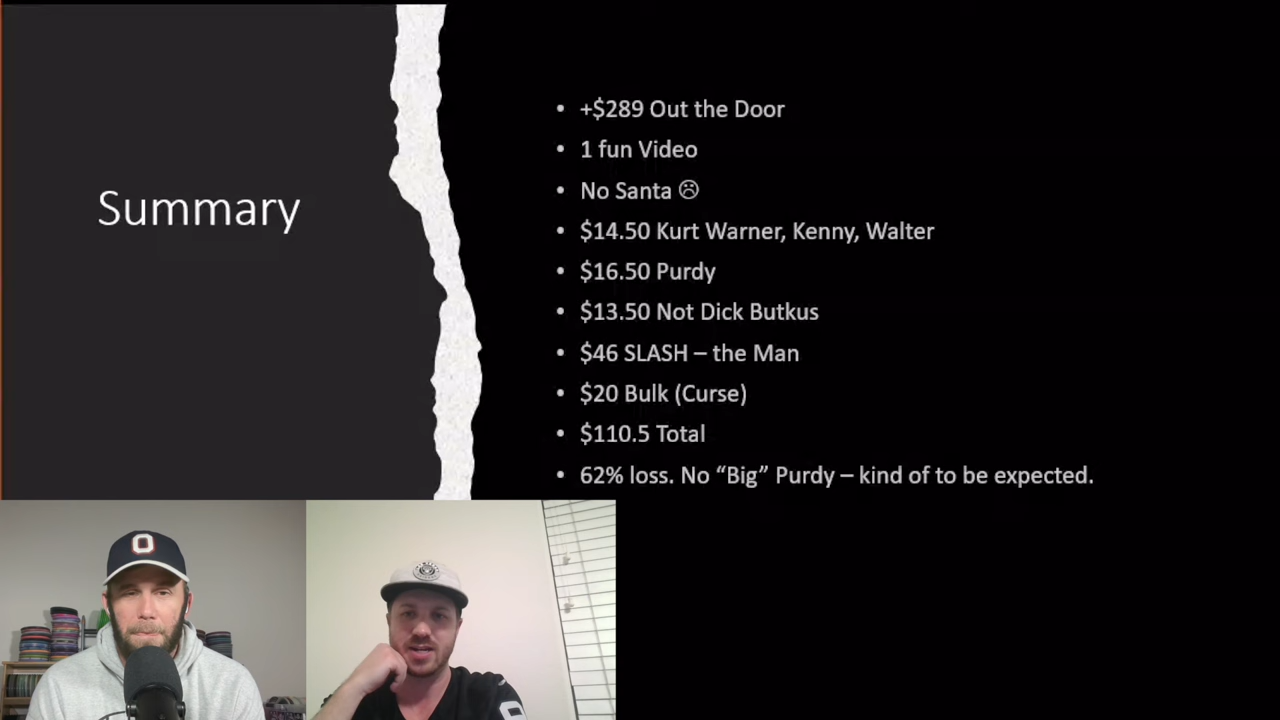 Summary
• +$289 Out the Door
• 1 fun Video
• No Santa ☹
• $14.50 Kurt Warner, Kenny, Walter
• $16.50 Purdy
• $13.50 Not Dick Butkus
• $46 SLASH – the Man
• $20 Bulk (Curse)
• $110.5 Total
• 62% loss. No “Big” Purdy – kind of to be expected.
O